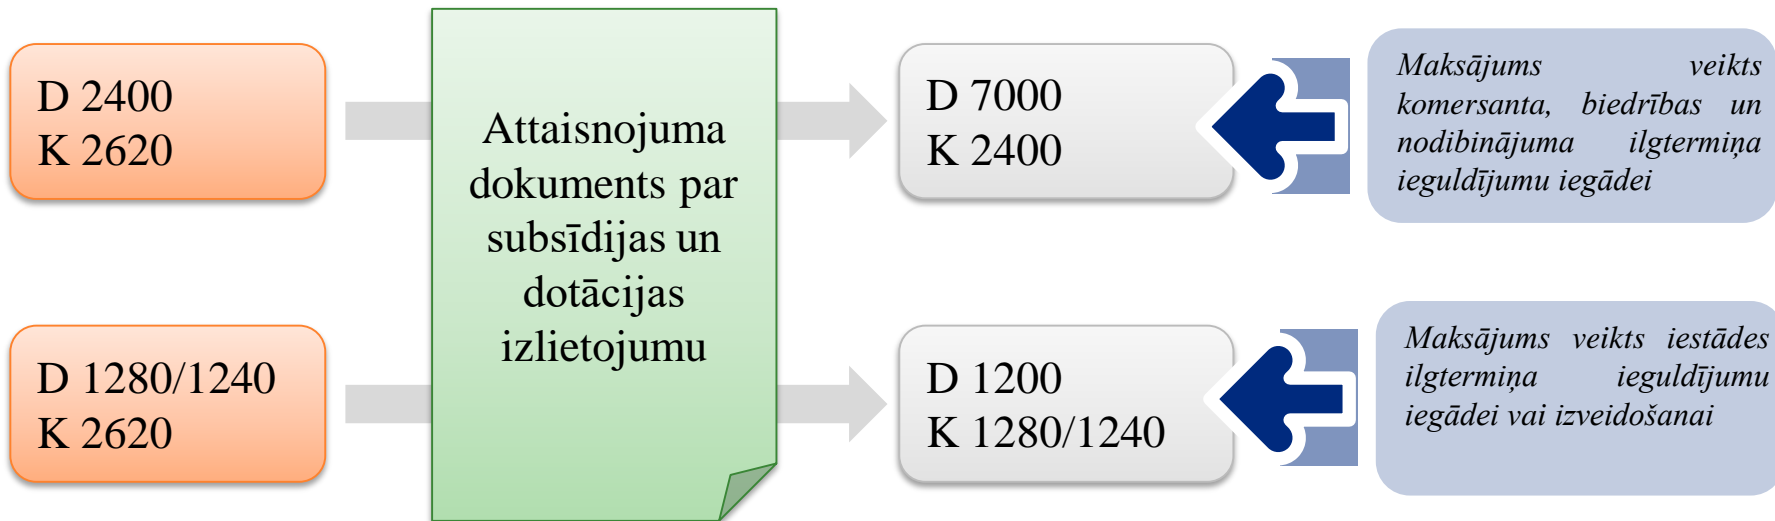 D 2400
K 2620
Attaisnojuma
dokuments par
subsīdijas un
dotācijas
izlietojumu
D 7000
K 2400
Maksājums veikts
komersanta, biedrības un
nodibinājuma ilgtermiņa
ieguldījumu iegādei
D 1280/1240
K 2620
D 1200
K 1280/1240
Maksājums veikts iestādes
ilgtermiņa ieguldījumu
iegādei vai izveidošanai